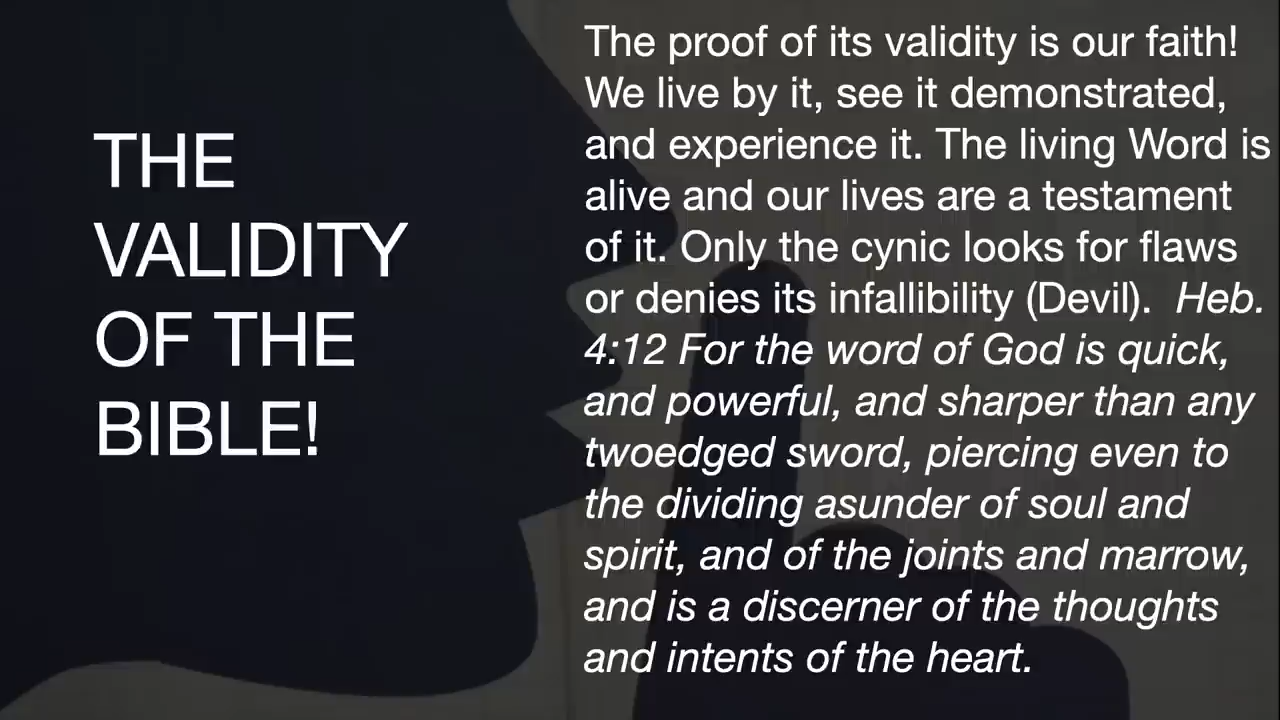 THE
VALIDITY
OF THE
BIBLE!
The proof of its validity is our faith!
We live by it, see it demonstrated,
and experience it. The living Word is
alive and our lives are a testament
of it. Only the cynic looks for flaws
or denies its infallibility (Devil).  Heb.
4:12 For the word of God is quick,
and powerful, and sharper than any
twoedged sword, piercing even to
the dividing asunder of soul and
spirit, and of the joints and marrow,
and is a discerner of the thoughts
and intents of the heart.